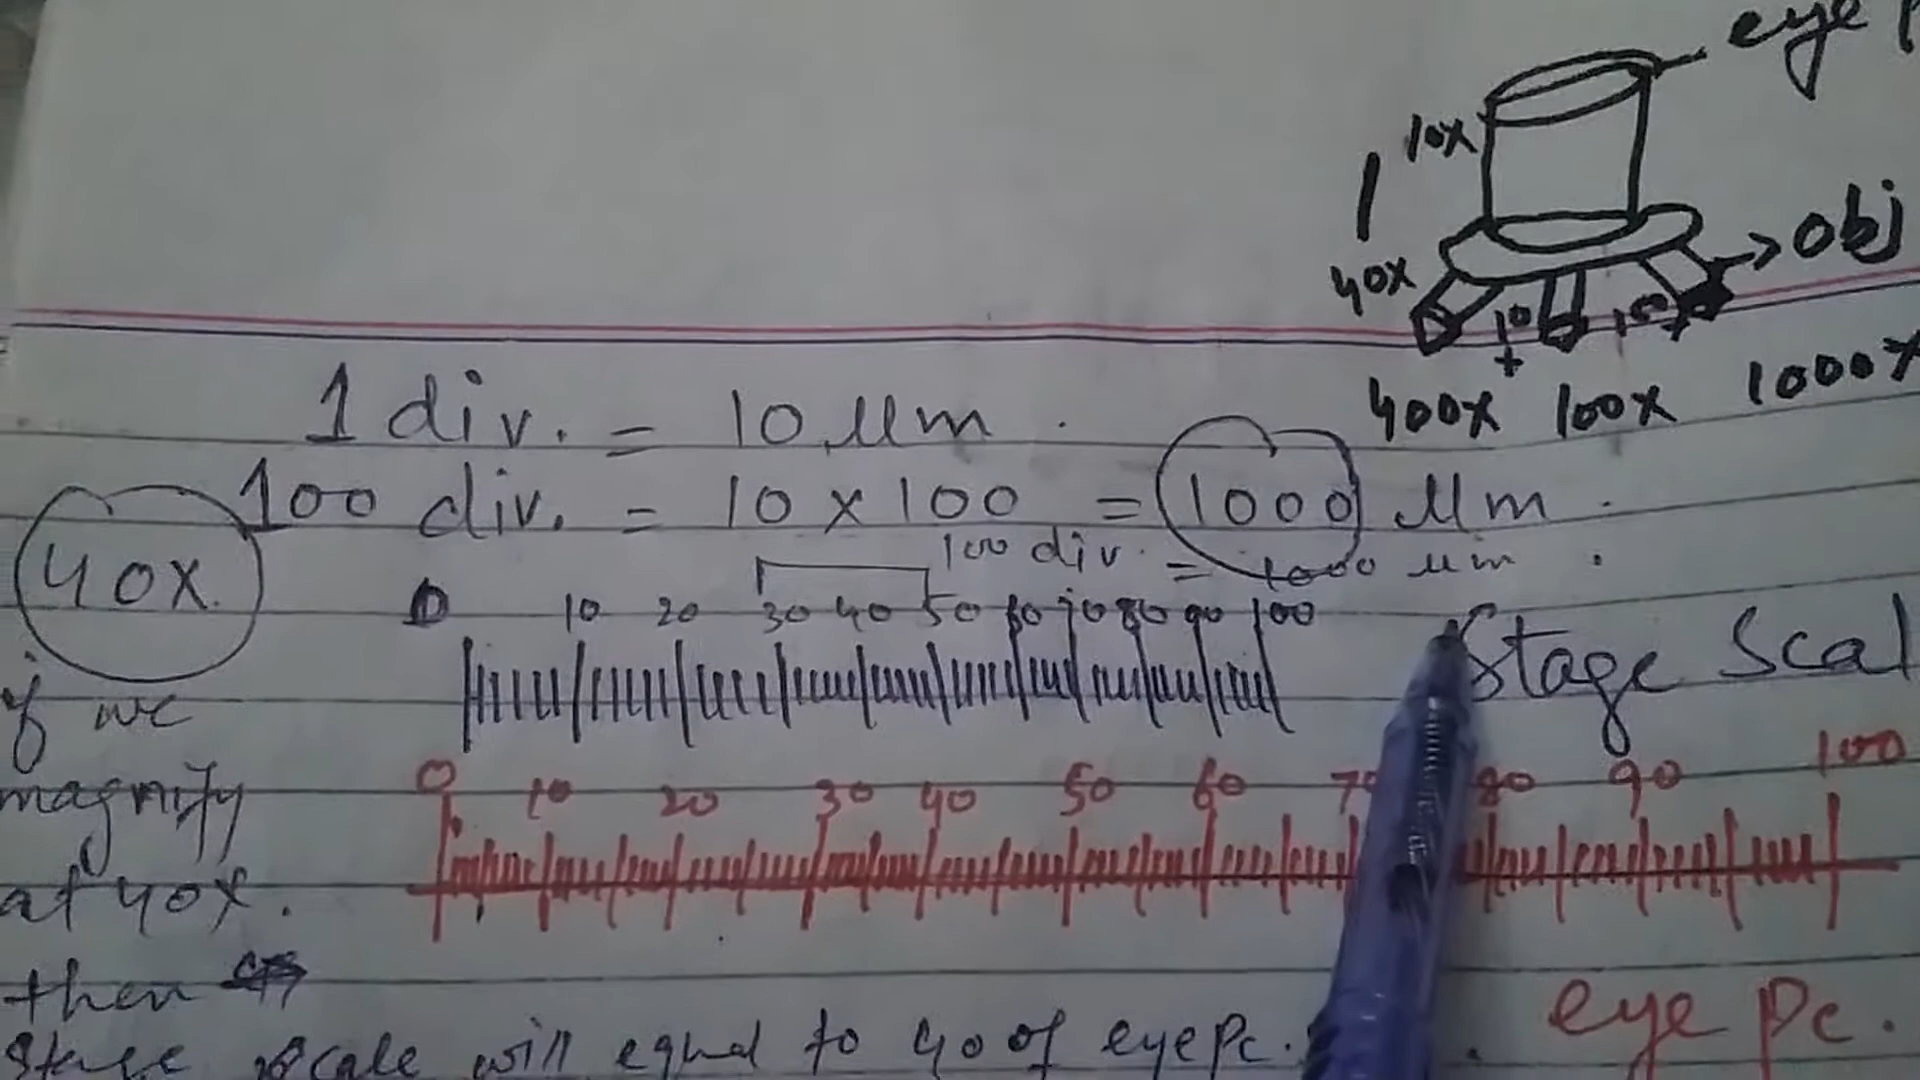 eye P
10x
obj
40x
10 100x
400x 100x 1000x
1 div. = 10 µm.
100 div. = 10 x 100 = 1000 µm.
100 div. = 1000 µm.
40x.
0 10 20 30 40 50 60 70 80 90 100
Stage Scal
if we
magnify
at 40x.
then
0 10 20 30 40 50 60 70 80 90 100
eye Pc.
Stage scale will equal to 40 of eyePc.